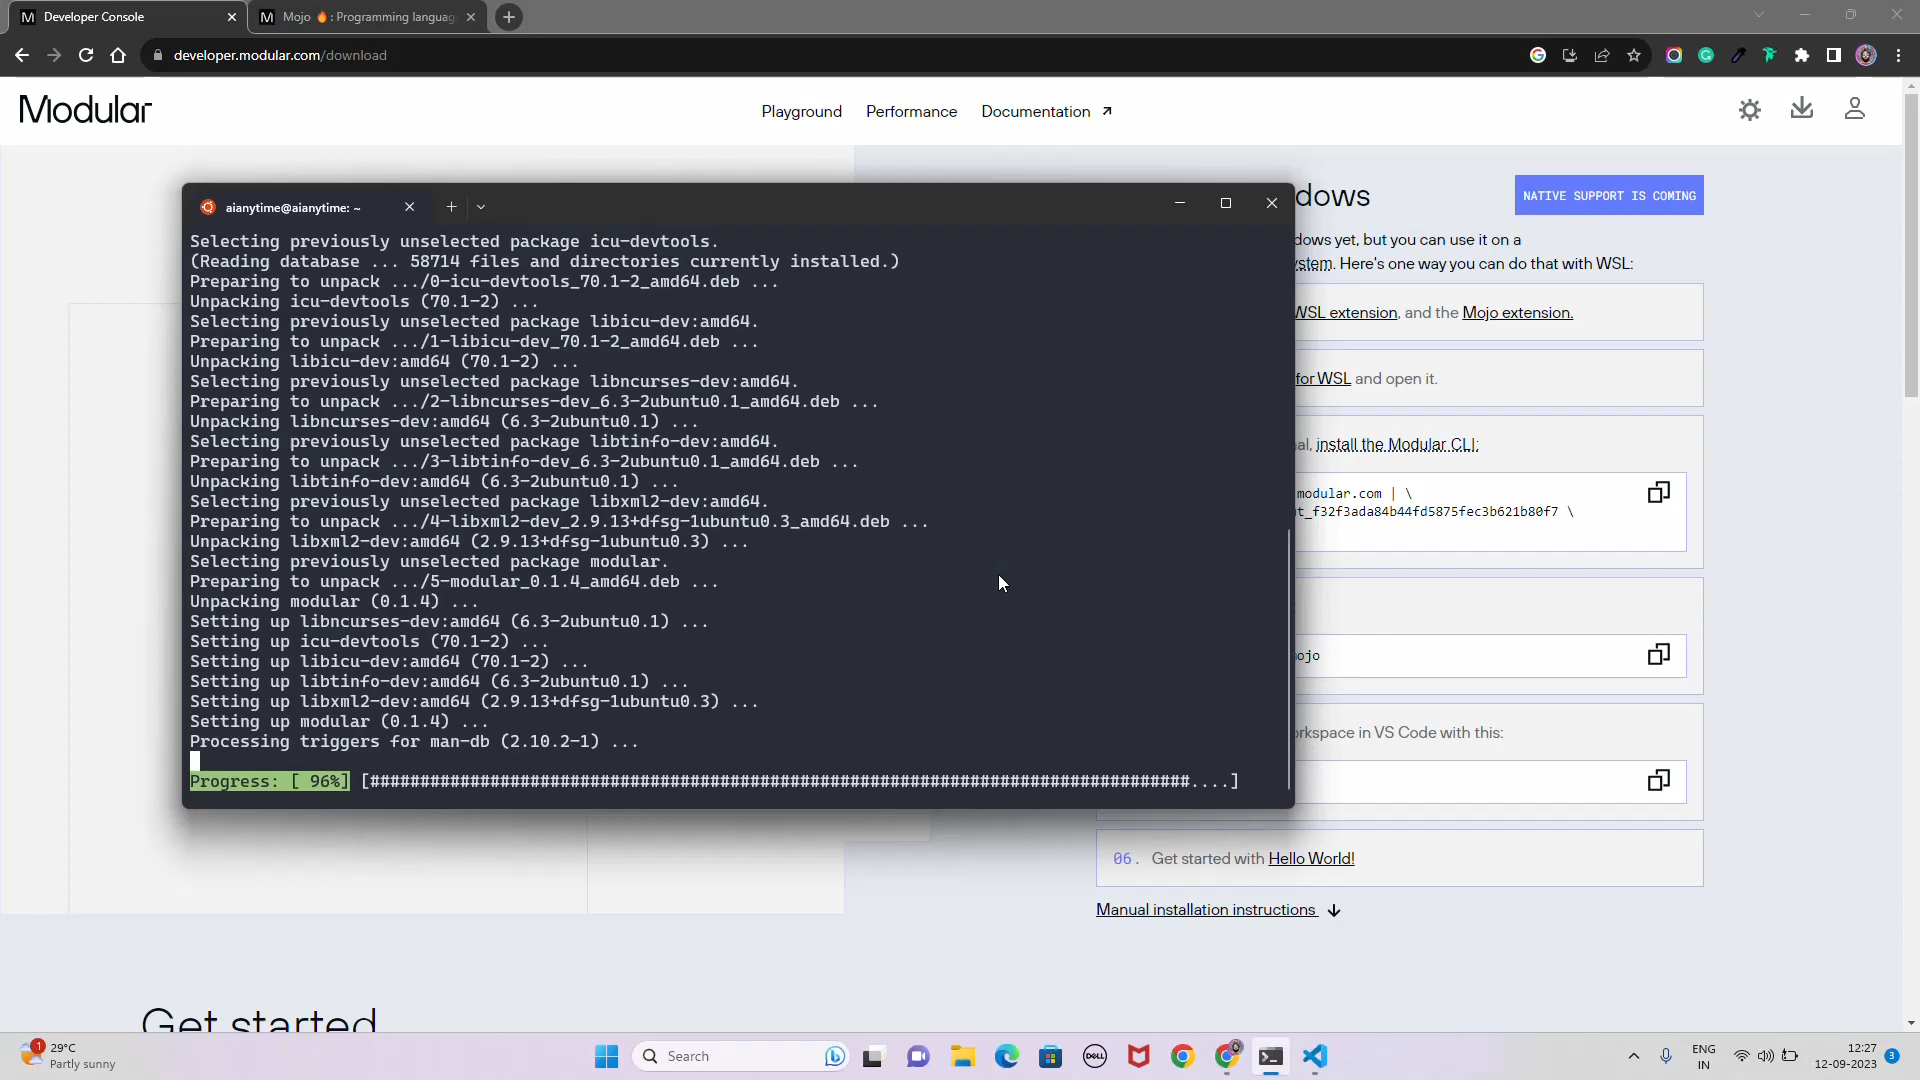 Developer Console
Mojo 🔥: Programming languag
developer.modular.com/download
Modular
Playground
Performance
Documentation
dows
NATIVE SUPPORT IS COMING
dows yet, but you can use it on a
ystem. Here's one way you can do that with WSL:
WSL extension, and the Mojo extension.
for WSL and open it.
al, install the Modular CLI:
modular.com | \
ut_f32f3ada84b44fd5875fec3b621b80f7 \
ojo
rkspace in VS Code with this:
06. Get started with Hello World!
Manual installation instructions
Get started
aianytime@aianytime: ~
Selecting previously unselected package icu-devtools.
(Reading database ... 58714 files and directories currently installed.)
Preparing to unpack .../0-icu-devtools_70.1-2_amd64.deb ...
Unpacking icu-devtools (70.1-2) ...
Selecting previously unselected package libicu-dev:amd64.
Preparing to unpack .../1-libicu-dev_70.1-2_amd64.deb ...
Unpacking libicu-dev:amd64 (70.1-2) ...
Selecting previously unselected package libncurses-dev:amd64.
Preparing to unpack .../2-libncurses-dev_6.3-2ubuntu0.1_amd64.deb ...
Unpacking libncurses-dev:amd64 (6.3-2ubuntu0.1) ...
Selecting previously unselected package libtinfo-dev:amd64.
Preparing to unpack .../3-libtinfo-dev_6.3-2ubuntu0.1_amd64.deb ...
Unpacking libtinfo-dev:amd64 (6.3-2ubuntu0.1) ...
Selecting previously unselected package libxml2-dev:amd64.
Preparing to unpack .../4-libxml2-dev_2.9.13+dfsg-1ubuntu0.3_amd64.deb ...
Unpacking libxml2-dev:amd64 (2.9.13+dfsg-1ubuntu0.3) ...
Selecting previously unselected package modular.
Preparing to unpack .../5-modular_0.1.4_amd64.deb ...
Unpacking modular (0.1.4) ...
Setting up libncurses-dev:amd64 (6.3-2ubuntu0.1) ...
Setting up icu-devtools (70.1-2) ...
Setting up libicu-dev:amd64 (70.1-2) ...
Setting up libtinfo-dev:amd64 (6.3-2ubuntu0.1) ...
Setting up libxml2-dev:amd64 (2.9.13+dfsg-1ubuntu0.3) ...
Setting up modular (0.1.4) ...
Processing triggers for man-db (2.10.2-1) ...
Progress: [ 96%] [##################################################################################....]
1
29°C
Partly sunny
Search
DELL
ENG
IN
12:27
12-09-2023
3